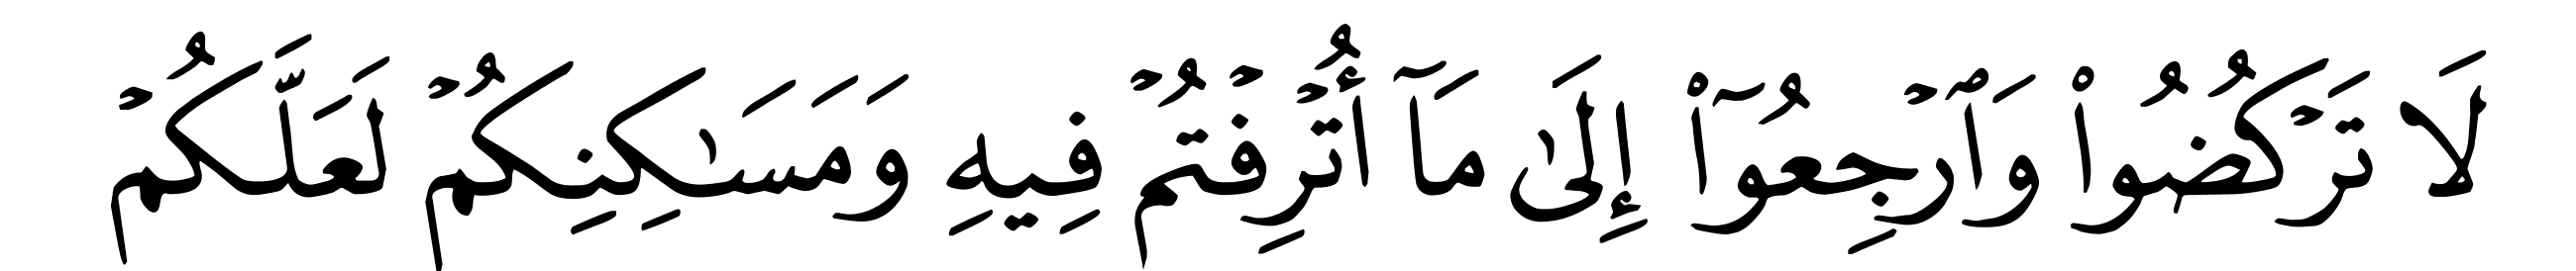 لَا تَرۡكُضُواْ وَٱرۡجِعُوٓاْ إِلَىٰ مَآ أُتۡرِفۡتُمۡ فِيهِ وَمَسَٰكِنِكُمۡ لَعَلَّكُمۡ